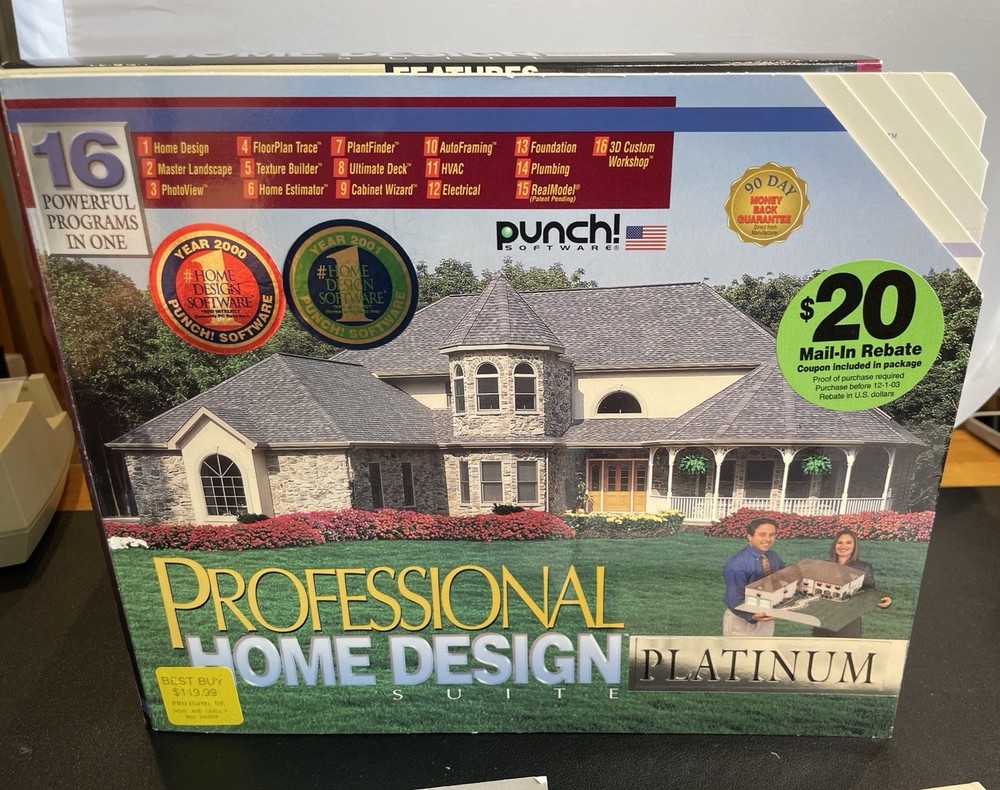 HOME DESIGN
FEATURES
16
POWERFUL
PROGRAMS
IN ONE
1 Home Design
2 Master Landscape
3 PhotoView™
4 FloorPlan Trace™
5 Texture Builder™
6 Home Estimator™
7 PlantFinder™
8 Ultimate Deck™
9 Cabinet Wizard™
10 AutoFraming™
11 HVAC
12 Electrical
13 Foundation
14 Plumbing
15 RealModel®
(Patent Pending)
16 3D Custom
Workshop™
punch!
SOFTWARE®
90 DAY
MONEY
BACK
GUARANTEE
Direct from
Manufacturer
YEAR 2000
#1 HOME
DESIGN
SOFTWARE
PUNCH! SOFTWARE
YEAR 2001
#1 HOME
DESIGN
SOFTWARE
PUNCH! SOFTWARE
$20
Mail-In Rebate
Coupon included in package
Proof of purchase required
Purchase before 12-1-03
Rebate in U.S. dollars
PROFESSIONAL
HOME DESIGN
SUITE
PLATINUM
BEST BUY
$119.99